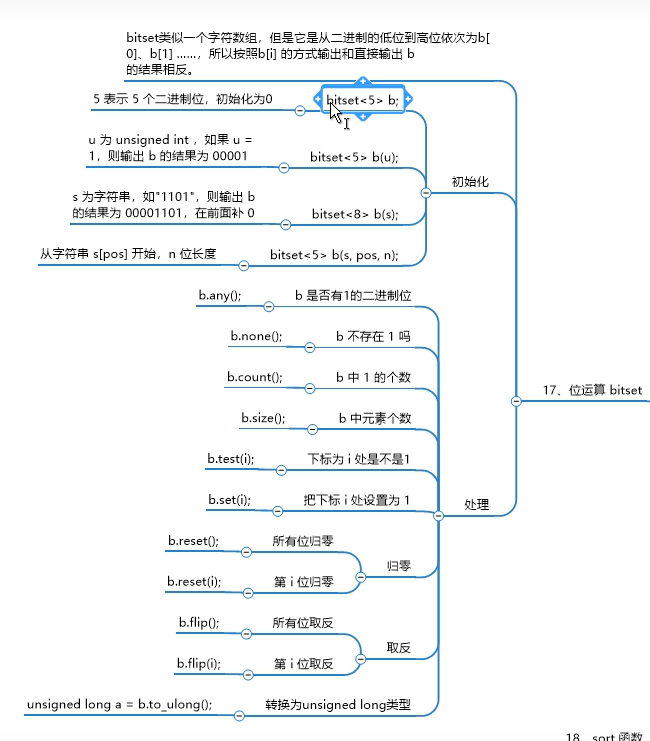 bitset类似一个字符数组，但是它是从二进制的低位到高位依次为b[
0]、b[1] ......，所以按照b[i] 的方式输出和直接输出 b
的结果相反。
5 表示 5 个二进制位，初始化为0
bitset<5> b;
u 为 unsigned int ，如果 u =
1，则输出 b 的结果为 00001
bitset<5> b(u);
s 为字符串，如"1101"，则输出 b
的结果为 00001101，在前面补 0
bitset<8> b(s);
从字符串 s[pos] 开始，n 位长度
bitset<5> b(s, pos, n);
初始化
b.any();
b 是否有1的二进制位
b.none();
b 不存在 1 吗
b.count();
b 中 1 的个数
b.size();
b 中元素个数
b.test(i);
下标为 i 处是不是1
b.set(i);
把下标 i 处设置为 1
b.reset();
所有位归零
b.reset(i);
第 i 位归零
归零
b.flip();
所有位取反
b.flip(i);
第 i 位取反
取反
unsigned long a = b.to_ulong();
转换为unsigned long类型
处理
17、位运算 bitset
18、sort 函数